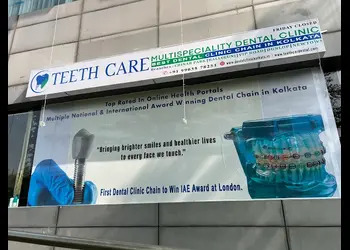 FRIDAY CLOSED
TEETH CARE
MULTISPECIALITY DENTAL CLINIC
BEST DENTAL CLINIC CHAIN IN KOLKATA
Top Rated In Online Health Portals
Multiple National & International Award Winning Dental Chain in Kolkata
"Bringing brighter smiles and healthier lives
to every face we touch."
First Dental Clinic Chain to Win IAE Award at London.